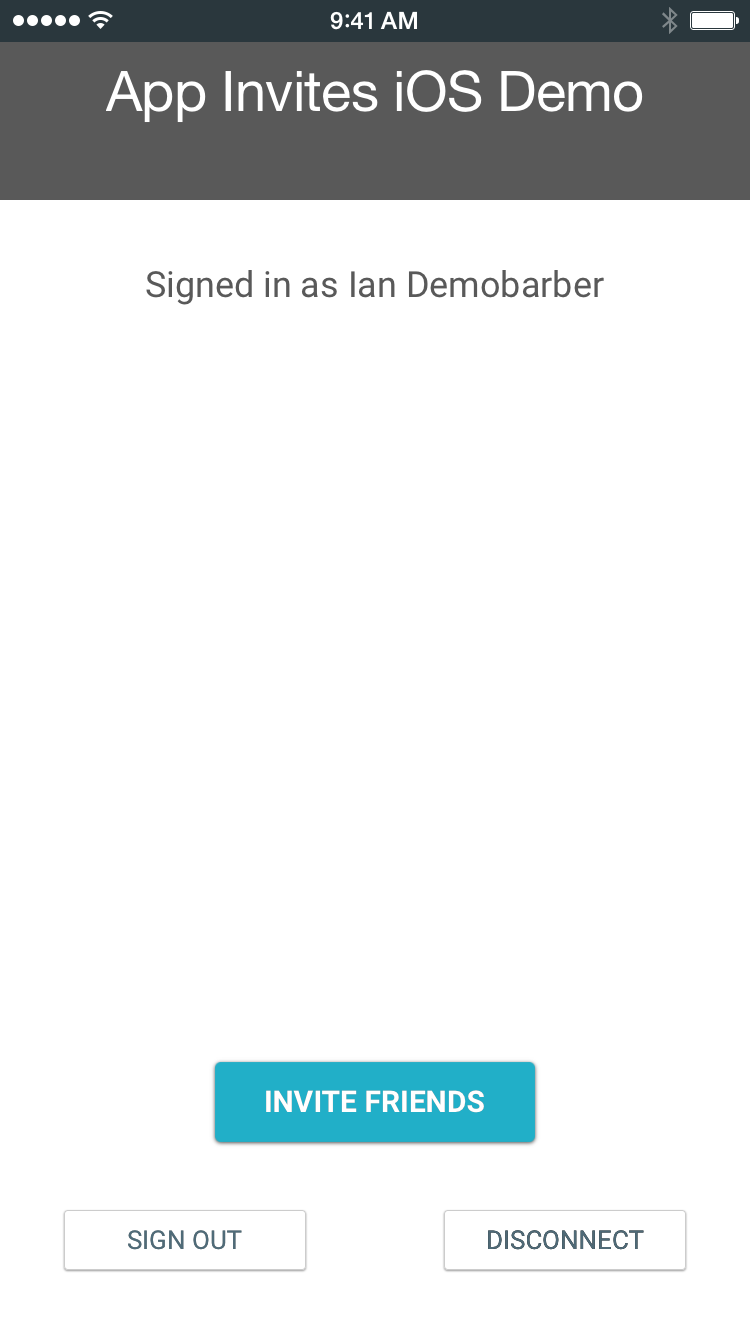 9:41 AM
App Invites iOS Demo
Signed in as Ian Demobarber
INVITE FRIENDS
SIGN OUT
DISCONNECT